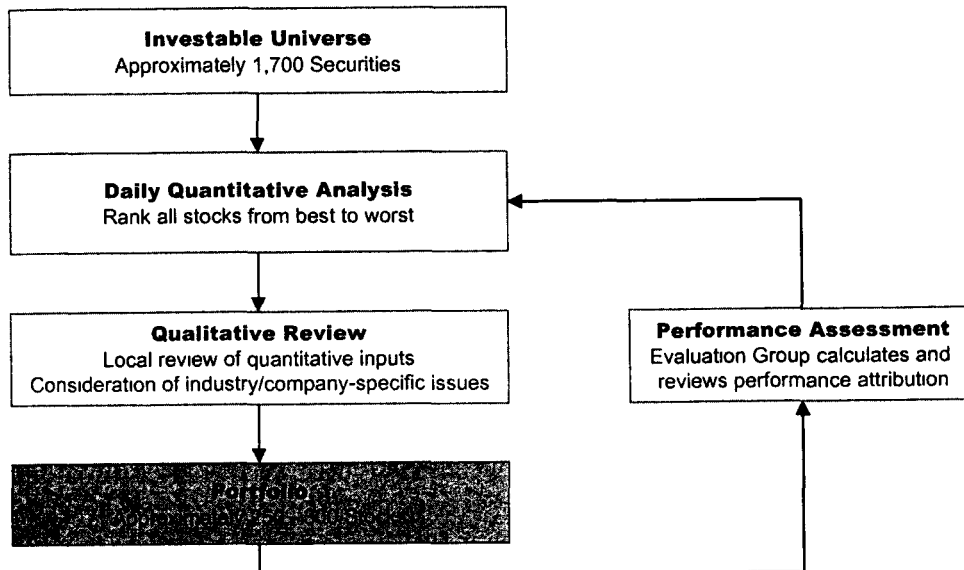 Investable Universe
Approximately 1,700 Securities
Daily Quantitative Analysis
Rank all stocks from best to worst
Qualitative Review
Local review of quantitative inputs
Consideration of industry/company-specific issues
Performance Assessment
Evaluation Group calculates and
reviews performance attribution
Portfolio
Approximately